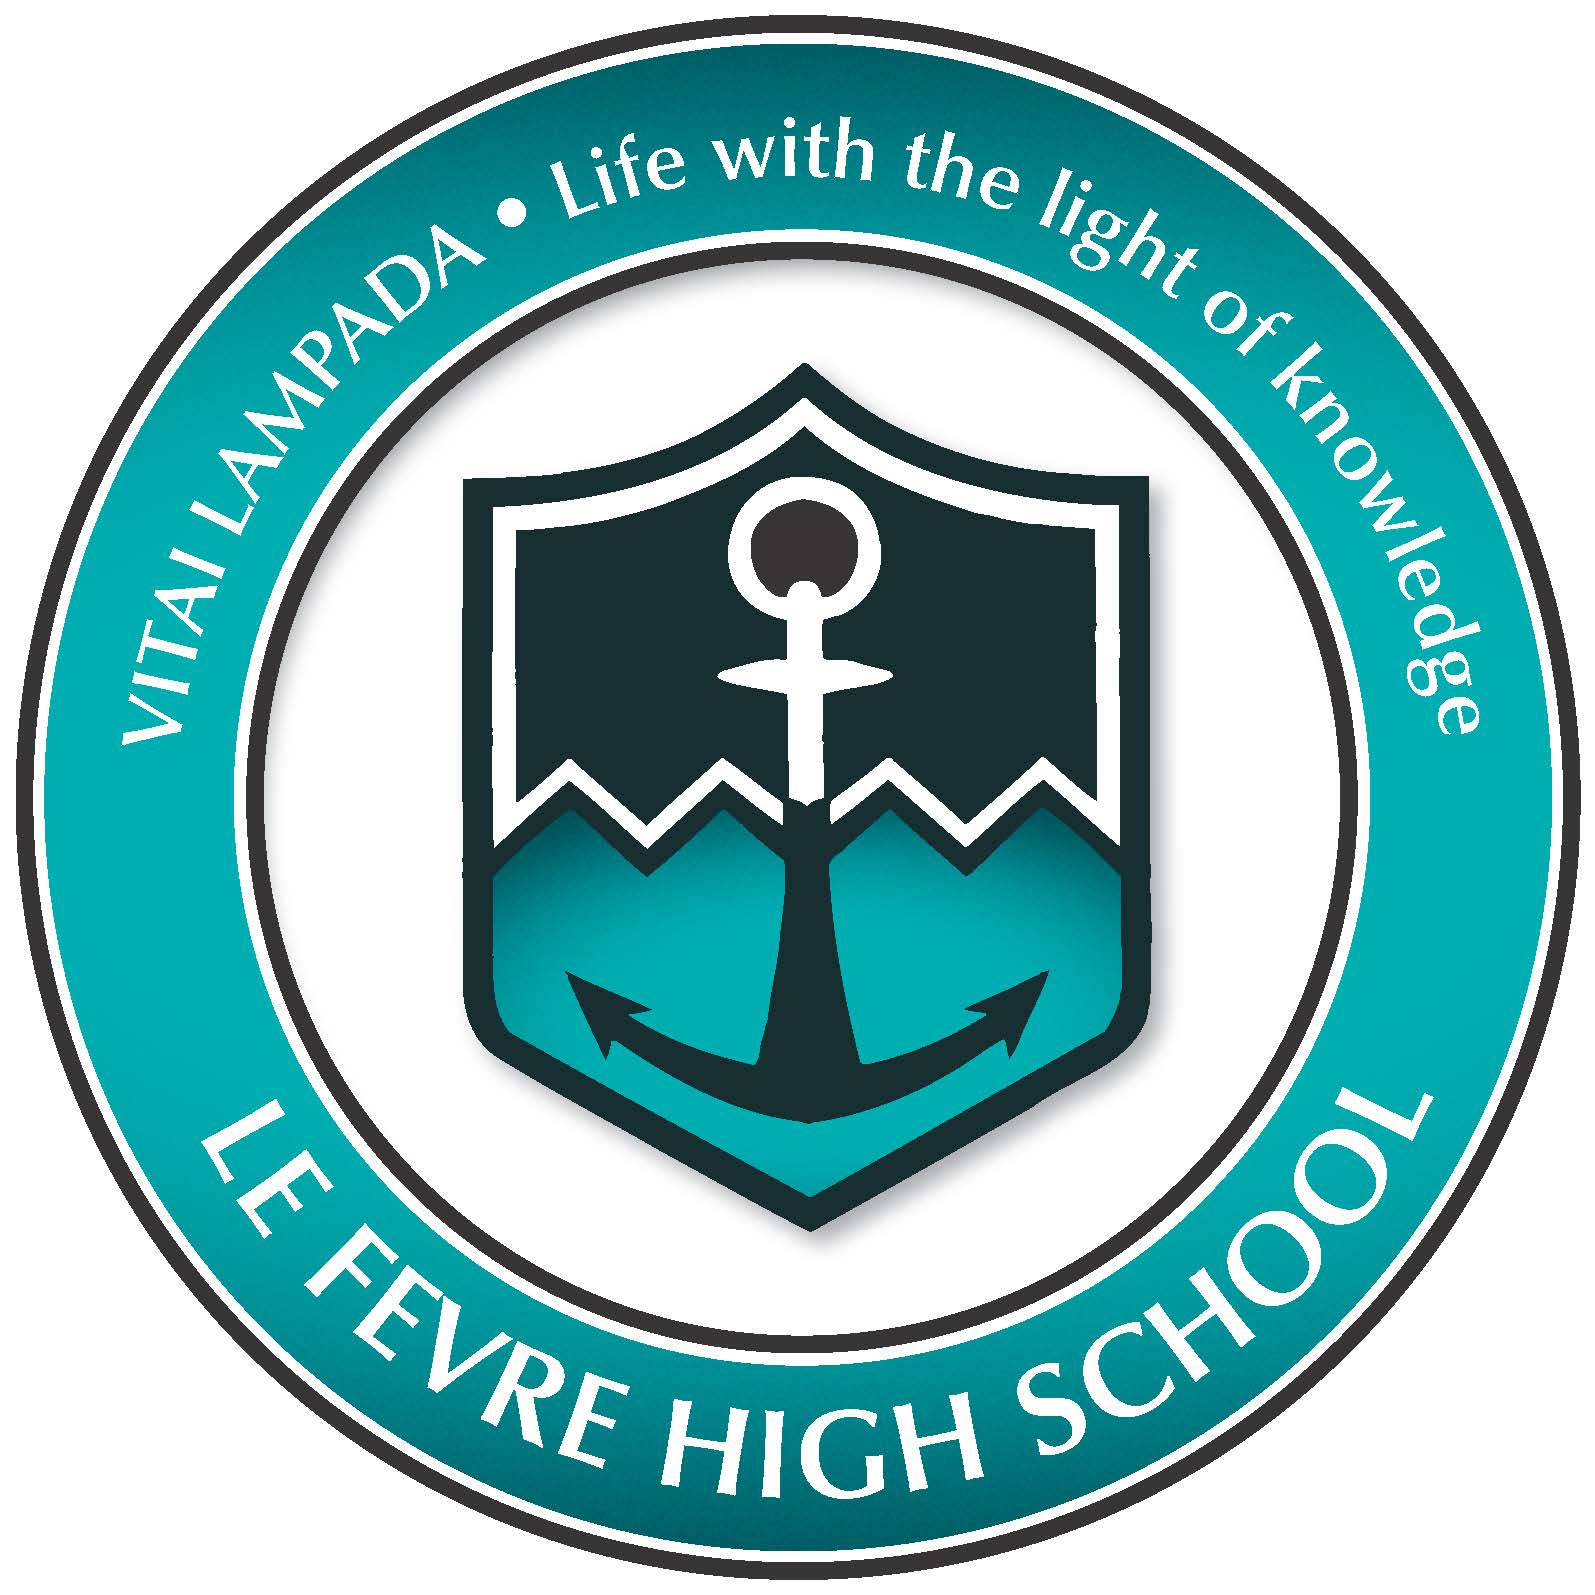 VITAI LAMPADA • Life with the light of knowledge
LE FEVRE HIGH SCHOOL